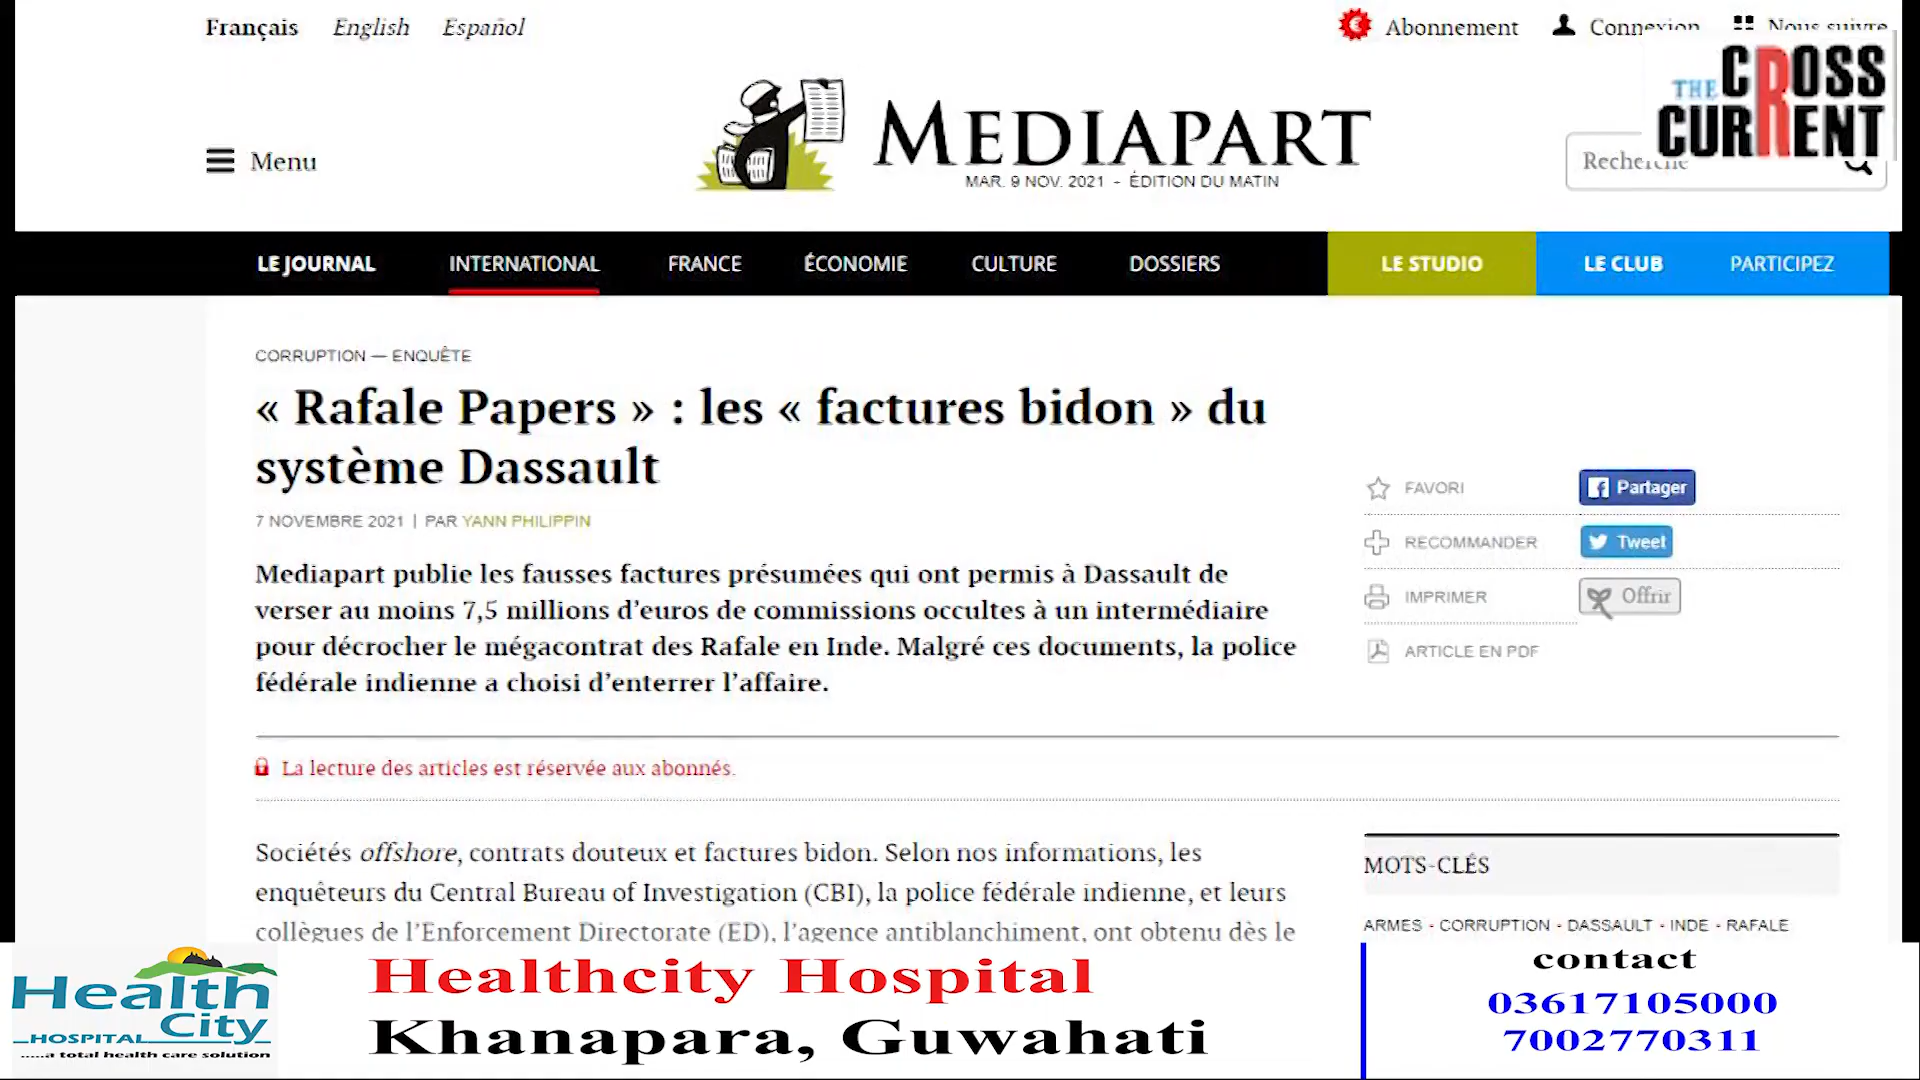 Français English Español
Abonnement Connexion Nous suivre
THE CROSS CURRENT
Menu
MEDIAPART
MAR. 9 NOV. 2021 - ÉDITION DU MATIN
Recherche
LE JOURNAL INTERNATIONAL FRANCE ÉCONOMIE CULTURE DOSSIERS LE STUDIO LE CLUB PARTICIPEZ
CORRUPTION — ENQUÊTE
« Rafale Papers » : les « factures bidon » du
système Dassault
7 NOVEMBRE 2021 | PAR YANN PHILIPPIN
Mediapart publie les fausses factures présumées qui ont permis à Dassault de
verser au moins 7,5 millions d’euros de commissions occultes à un intermédiaire
pour décrocher le mégacontrat des Rafale en Inde. Malgré ces documents, la police
fédérale indienne a choisi d’enterrer l’affaire.
FAVORI Partager
RECOMMANDER Tweet
IMPRIMER Offrir
ARTICLE EN PDF
La lecture des articles est réservée aux abonnés.
Sociétés offshore, contrats douteux et factures bidon. Selon nos informations, les
enquêteurs du Central Bureau of Investigation (CBI), la police fédérale indienne, et leurs
collègues de l’Enforcement Directorate (ED), l’agence antiblanchiment, ont obtenu dès le
MOTS-CLÉS
ARMES - CORRUPTION - DASSAULT - INDE - RAFALE
Health City
HOSPITAL
.....a total health care solution
Healthcity Hospital
Khanapara, Guwahati
contact
03617105000
7002770311